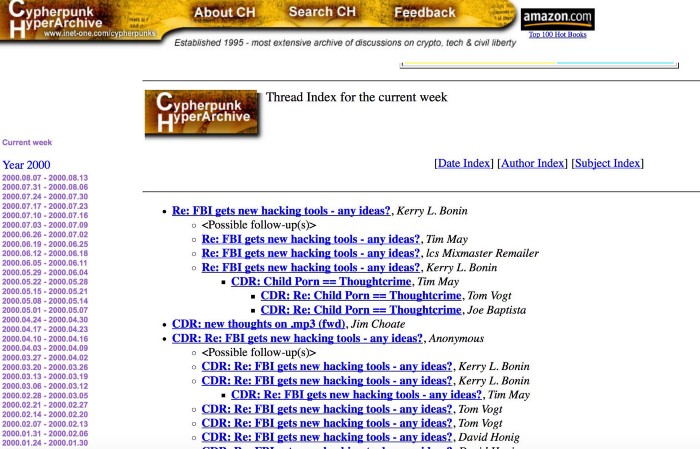 Cypherpunk
HyperArchive
www.inet-one.com/cypherpunks
About CH
Search CH
Feedback
amazon.com
Top 100 Hot Books
Established 1995 - most extensive archive of discussions on crypto, tech & civil liberty
Cypherpunk
HyperArchive
Thread Index for the current week
[Date Index] [Author Index] [Subject Index]
Current week
Year 2000
2000.08.07 - 2000.08.13
2000.07.31 - 2000.08.06
2000.07.24 - 2000.07.30
2000.07.17 - 2000.07.23
2000.07.10 - 2000.07.16
2000.07.03 - 2000.07.09
2000.06.26 - 2000.07.02
2000.06.19 - 2000.06.25
2000.06.12 - 2000.06.18
2000.06.05 - 2000.06.11
2000.05.29 - 2000.06.04
2000.05.22 - 2000.05.28
2000.05.15 - 2000.05.21
2000.05.08 - 2000.05.14
2000.05.01 - 2000.05.07
2000.04.24 - 2000.04.30
2000.04.17 - 2000.04.23
2000.04.10 - 2000.04.16
2000.04.03 - 2000.04.09
2000.03.27 - 2000.04.02
2000.03.20 - 2000.03.26
2000.03.13 - 2000.03.19
2000.03.06 - 2000.03.12
2000.02.28 - 2000.03.05
2000.02.21 - 2000.02.27
2000.02.14 - 2000.02.20
2000.02.07 - 2000.02.13
2000.01.31 - 2000.02.06
2000.01.24 - 2000.01.30
• Re: FBI gets new hacking tools - any ideas?, Kerry L. Bonin
<Possible follow-up(s)>
Re: FBI gets new hacking tools - any ideas?, Tim May
Re: FBI gets new hacking tools - any ideas?, lcs Mixmaster Remailer
Re: FBI gets new hacking tools - any ideas?, Kerry L. Bonin
CDR: Child Porn == Thoughtcrime, Tim May
CDR: Re: Child Porn == Thoughtcrime, Tom Vogt
CDR: Re: Child Porn == Thoughtcrime, Joe Baptista
• CDR: new thoughts on .mp3 (fwd), Jim Choate
• CDR: Re: FBI gets new hacking tools - any ideas?, Anonymous
<Possible follow-up(s)>
CDR: Re: FBI gets new hacking tools - any ideas?, Kerry L. Bonin
CDR: Re: FBI gets new hacking tools - any ideas?, Kerry L. Bonin
CDR: Re: FBI gets new hacking tools - any ideas?, Tim May
CDR: Re: FBI gets new hacking tools - any ideas?, Tom Vogt
CDR: Re: FBI gets new hacking tools - any ideas?, Tom Vogt
CDR: Re: FBI gets new hacking tools - any ideas?, David Honig